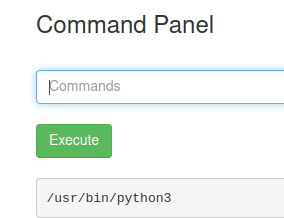 Command Panel
Commands
Execute
/usr/bin/python3